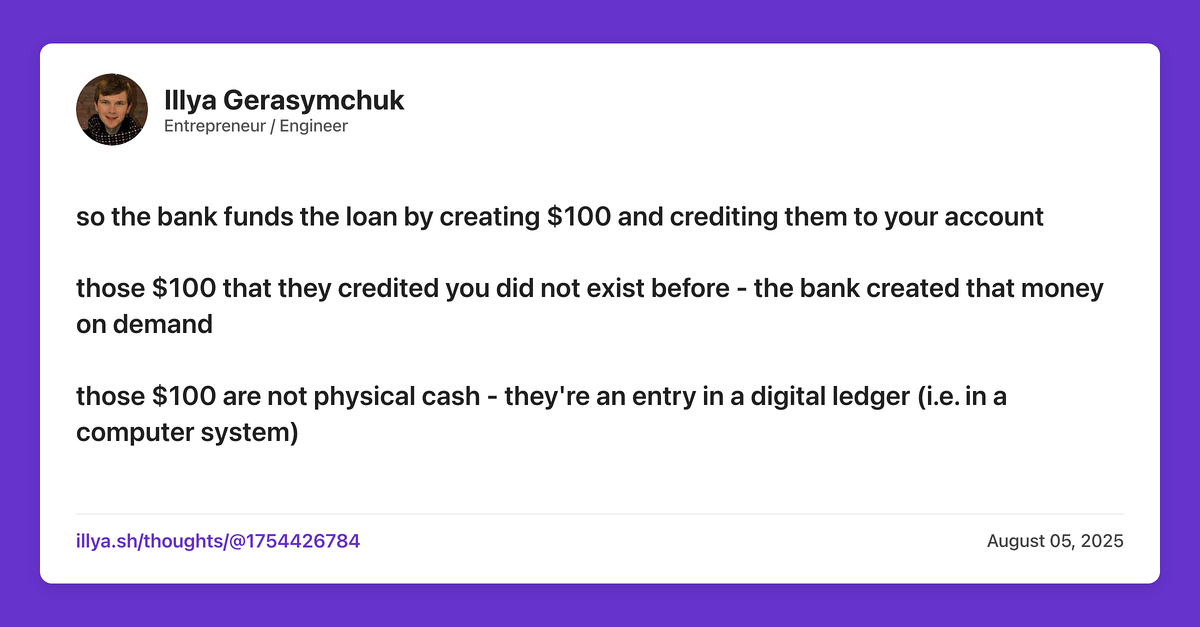 Illya Gerasymchuk
Entrepreneur / Engineer
so the bank funds the loan by creating $100 and crediting them to your account
those $100 that they credited you did not exist before - the bank created that money
on demand
those $100 are not physical cash - they're an entry in a digital ledger (i.e. in a
computer system)
illya.sh/thoughts/@1754426784
August 05, 2025